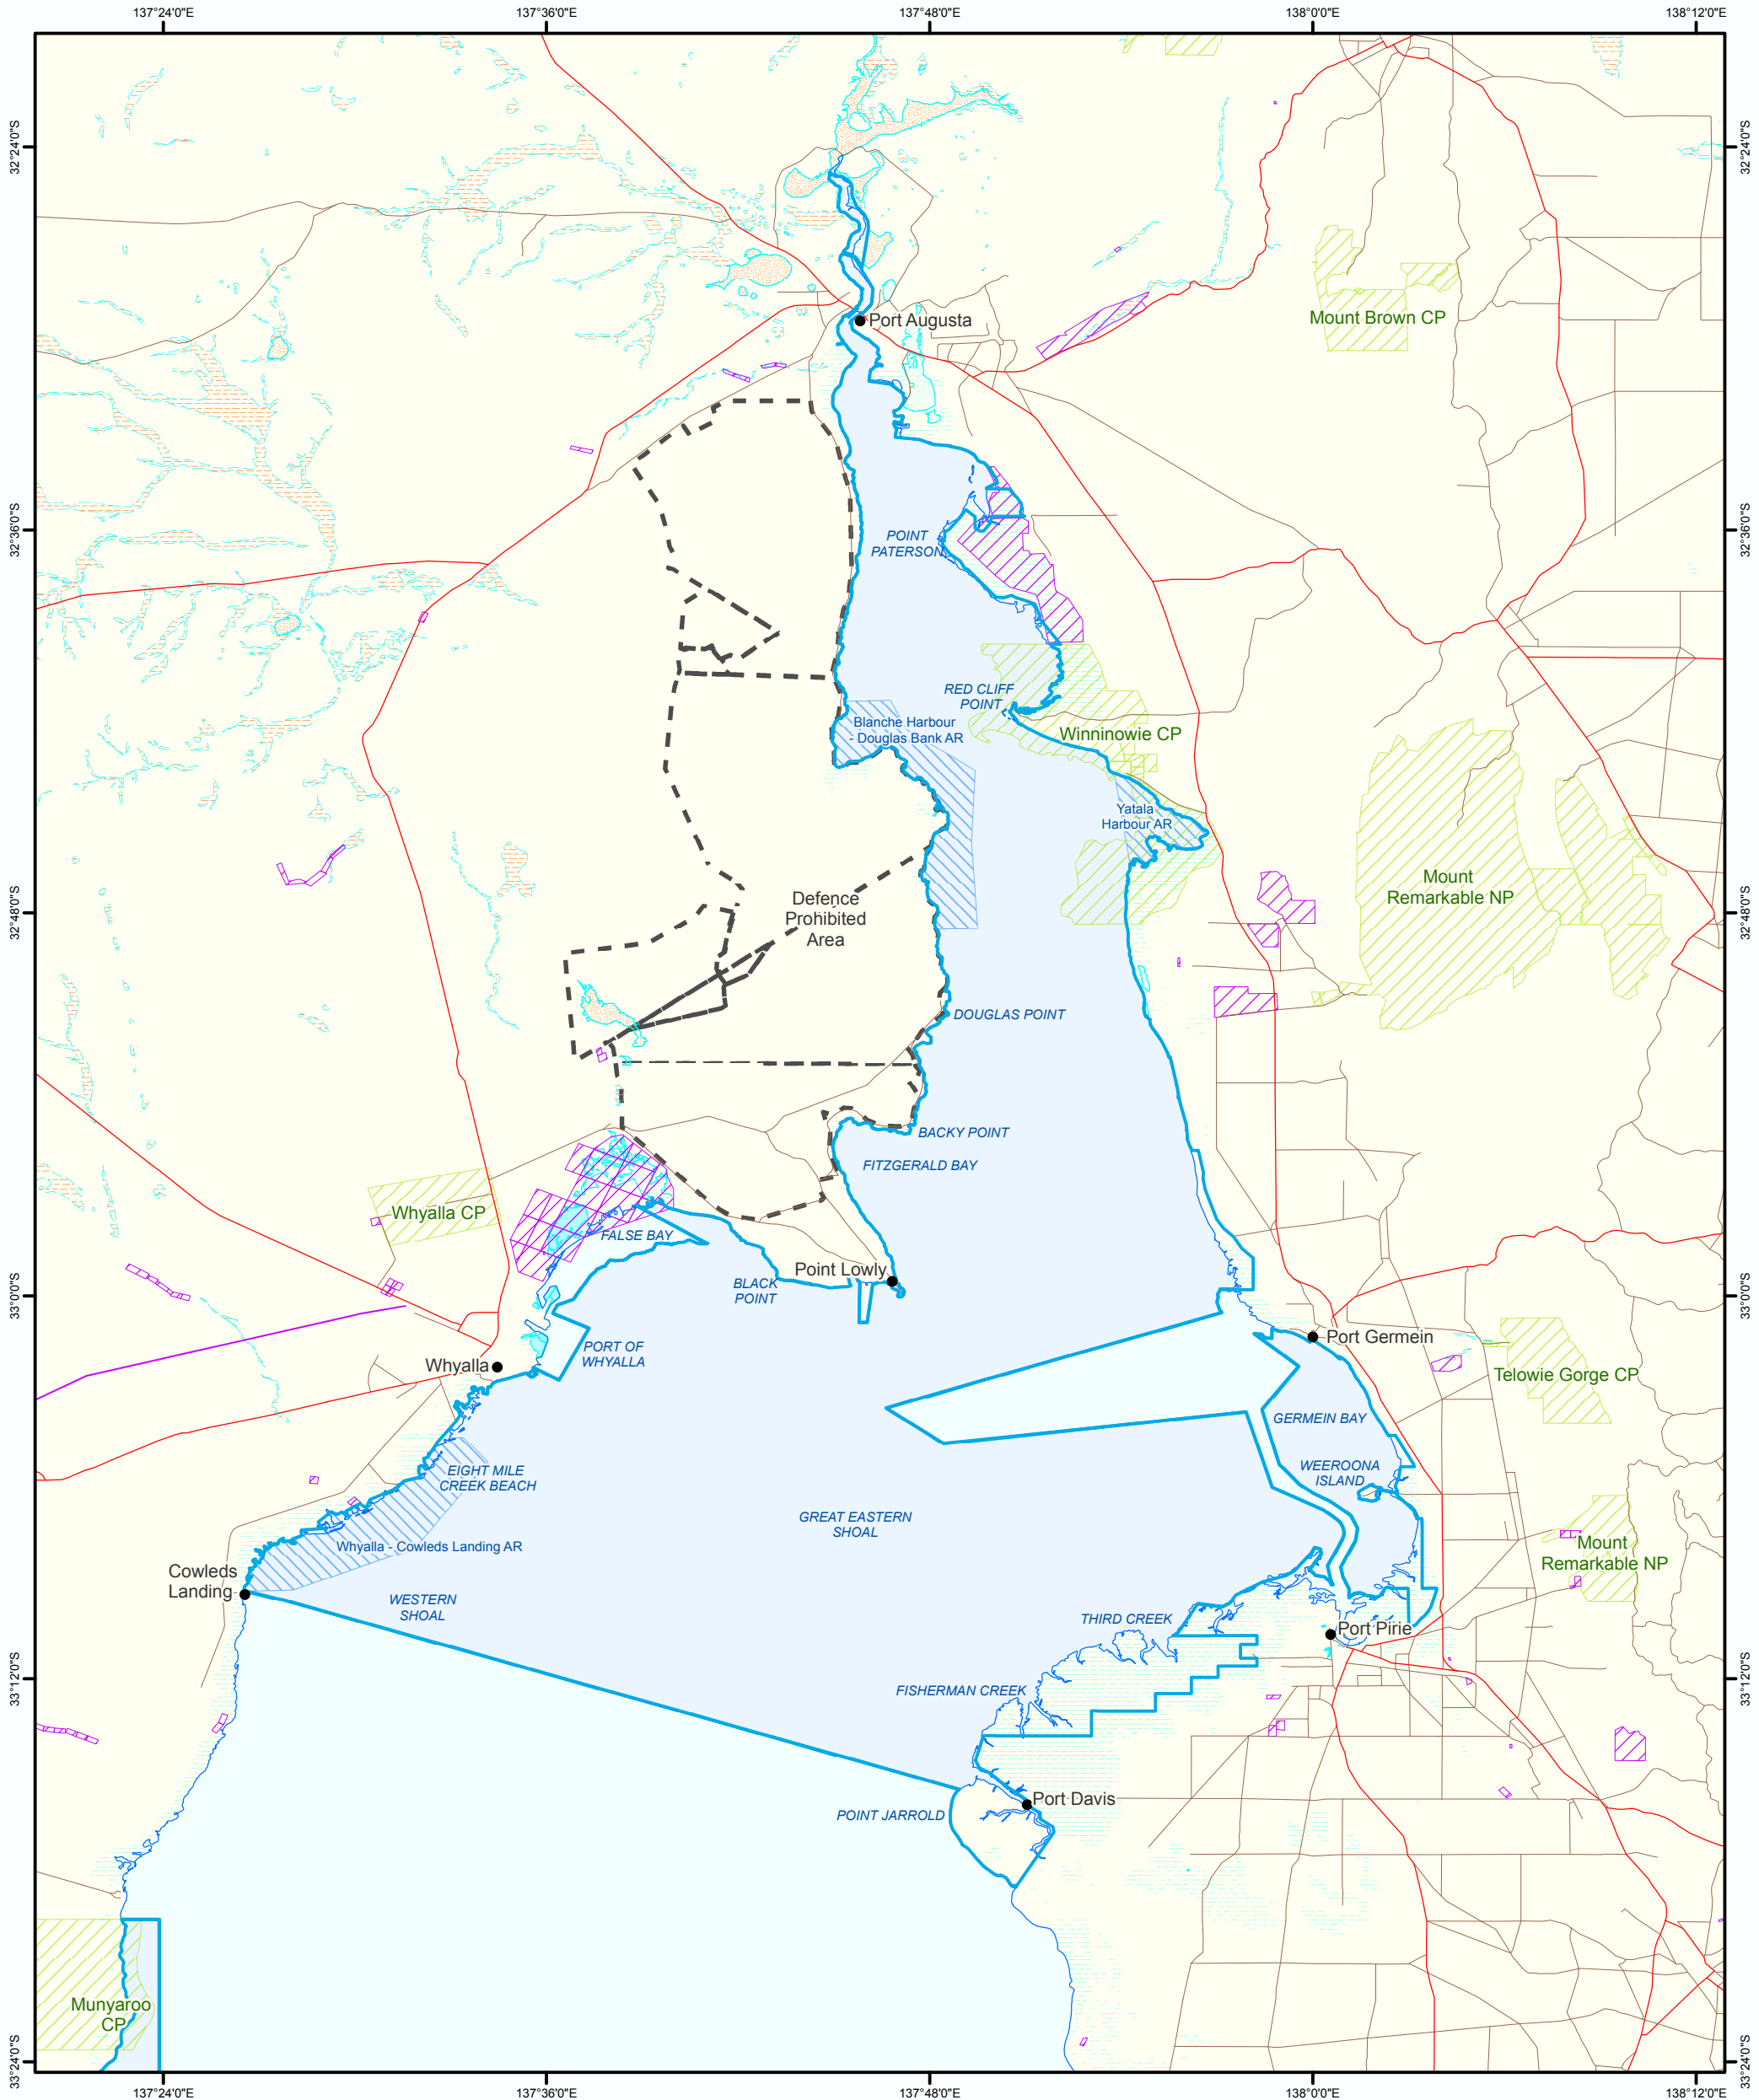 137°24'0"E
137°36'0"E
137°48'0"E
138°0'0"E
138°12'0"E
32°24'0"S
32°24'0"S
Mount Brown CP
Port Augusta
32°36'0"S
POINT
PATERSON
32°36'0"S
RED CLIFF
POINT
Blanche Harbour
- Douglas Bank AR
Winninowie CP
Yatala
Harbour AR
Mount
Remarkable NP
Defence
Prohibited
Area
32°48'0"S
32°48'0"S
DOUGLAS POINT
BACKY POINT
FITZGERALD BAY
Whyalla CP
FALSE BAY
Point Lowly
BLACK
POINT
33°0'0"S
33°0'0"S
Port Germein
PORT OF
WHYALLA
Whyalla
Telowie Gorge CP
GERMEIN BAY
WEEROONA
ISLAND
EIGHT MILE
CREEK BEACH
GREAT EASTERN
SHOAL
Whyalla - Cowleds Landing AR
Mount
Remarkable NP
Cowleds
Landing
WESTERN
SHOAL
THIRD CREEK
Port Pirie
33°12'0"S
FISHERMAN CREEK
33°12'0"S
Port Davis
POINT JARROLD
Munyaroo
CP
33°24'0"S
33°24'0"S
137°24'0"E
137°36'0"E
137°48'0"E
138°0'0"E
138°12'0"E